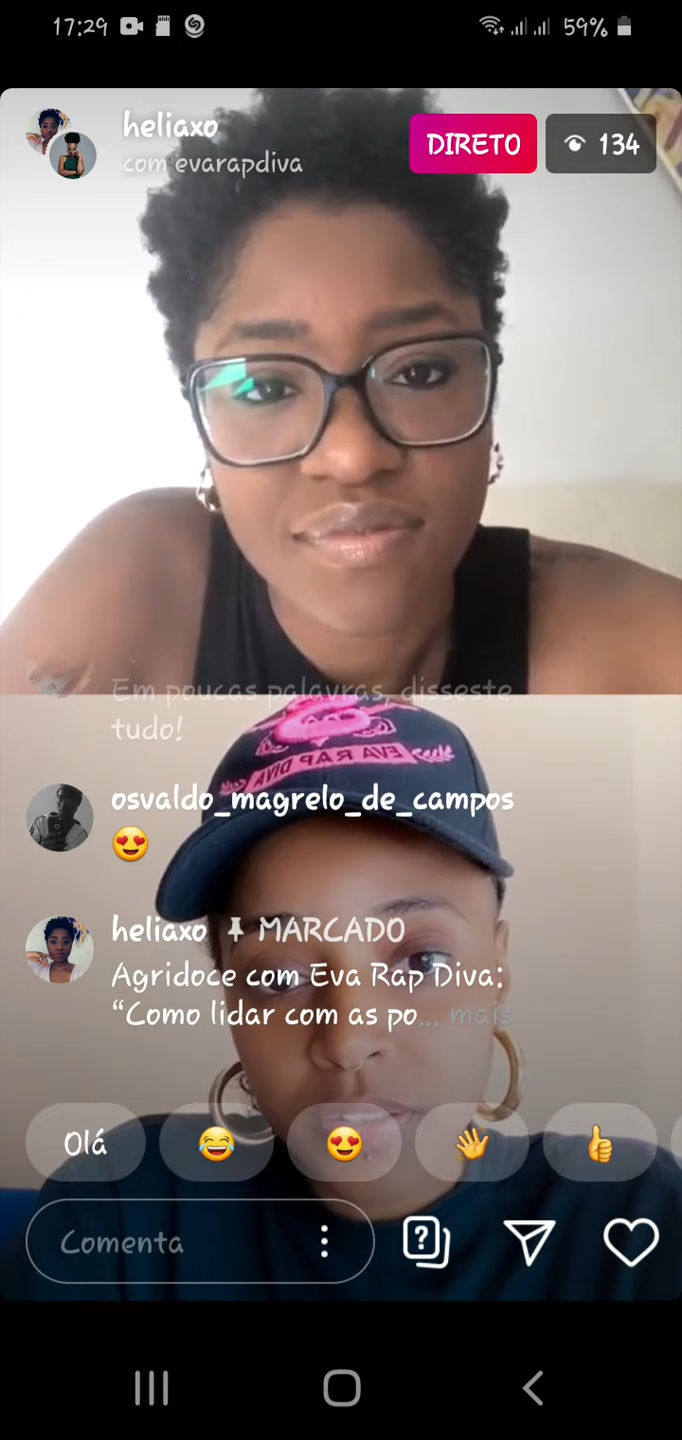 17:29
59%
heliaxo
com evarapdiva
DIRETO
134
Em poucas palavras, disseste
tudo!
EVA RAP DIVA
osvaldo_magrelo_de_campos
😍
heliaxo 📌 MARCADO
Agridoce com Eva Rap Diva:
“Como lidar com as po... mais
Olá 😂 😍 👋 👍
Comenta